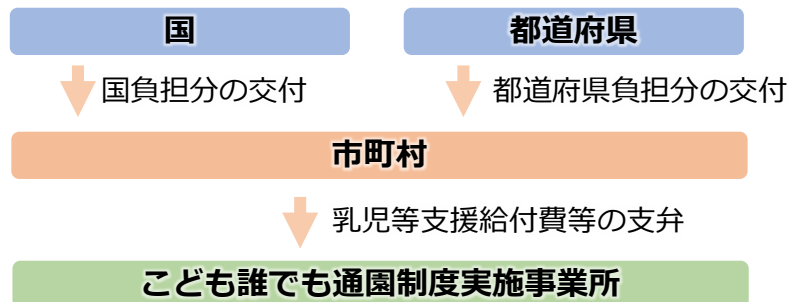 国
都道府県
国負担分の交付
都道府県負担分の交付
市町村
乳児等支援給付費等の支弁
こども誰でも通園制度実施事業所